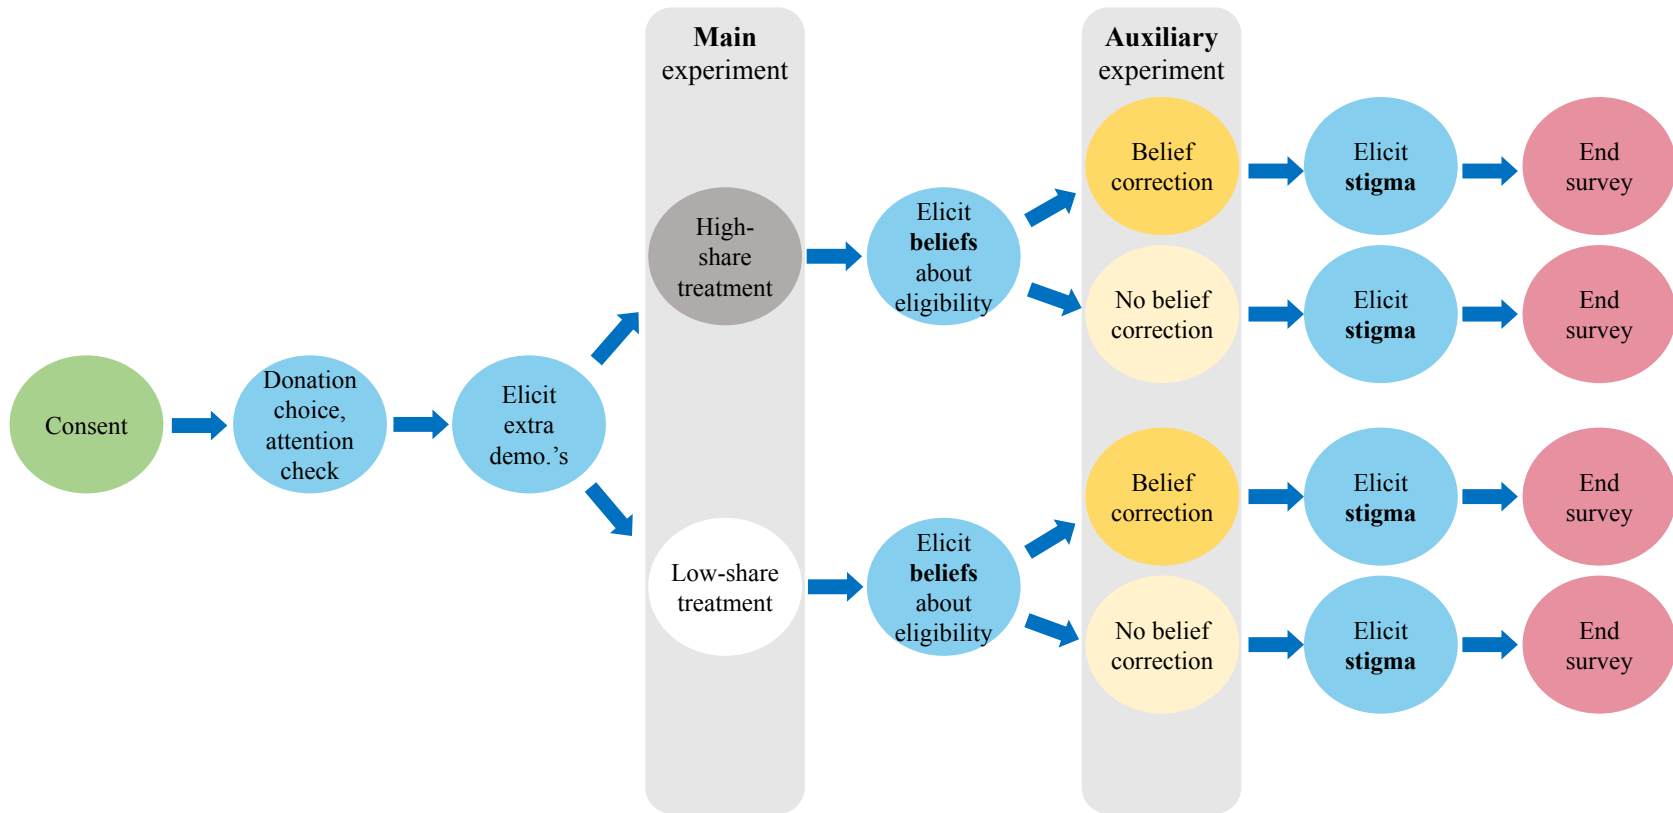 Main
experiment
Auxiliary
experiment
Consent
Donation
choice,
attention
check
Elicit
extra
demo.’s
High-
share
treatment
Elicit
beliefs
about
eligibility
Belief
correction
Elicit
stigma
End
survey
No belief
correction
Elicit
stigma
End
survey
Low-share
treatment
Elicit
beliefs
about
eligibility
Belief
correction
Elicit
stigma
End
survey
No belief
correction
Elicit
stigma
End
survey